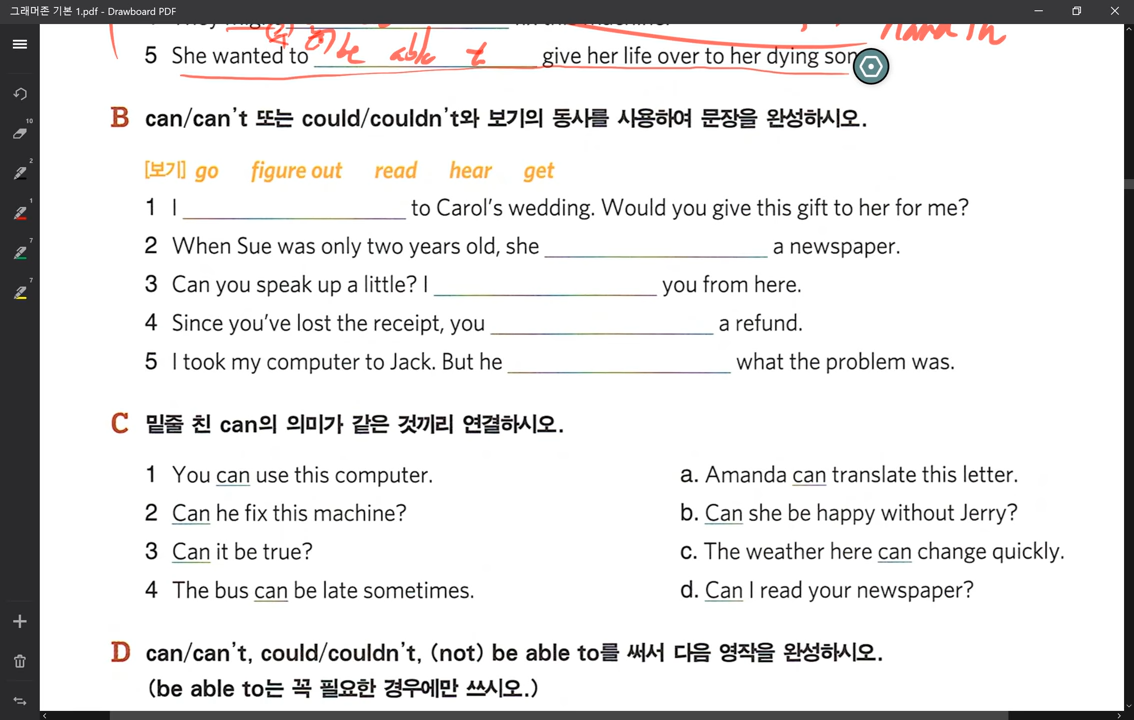 그래머존 기본 1.pdf - Drawboard PDF
5 She wanted to be able t give her life over to her dying son
B can/can't 또는 could/couldn't와 보기의 동사를 사용하여 문장을 완성하시오.
[보기] go figure out read hear get
1 I ________ to Carol's wedding. Would you give this gift to her for me?
2 When Sue was only two years old, she ________ a newspaper.
3 Can you speak up a little? I ________ you from here.
4 Since you've lost the receipt, you ________ a refund.
5 I took my computer to Jack. But he ________ what the problem was.
C 밑줄 친 can의 의미가 같은 것끼리 연결하시오.
1 You can use this computer. a. Amanda can translate this letter.
2 Can he fix this machine? b. Can she be happy without Jerry?
3 Can it be true? c. The weather here can change quickly.
4 The bus can be late sometimes. d. Can I read your newspaper?
D can/can't, could/couldn't, (not) be able to를 써서 다음 영작을 완성하시오.
(be able to는 꼭 필요한 경우에만 쓰시오.)
10
2
1
7
7